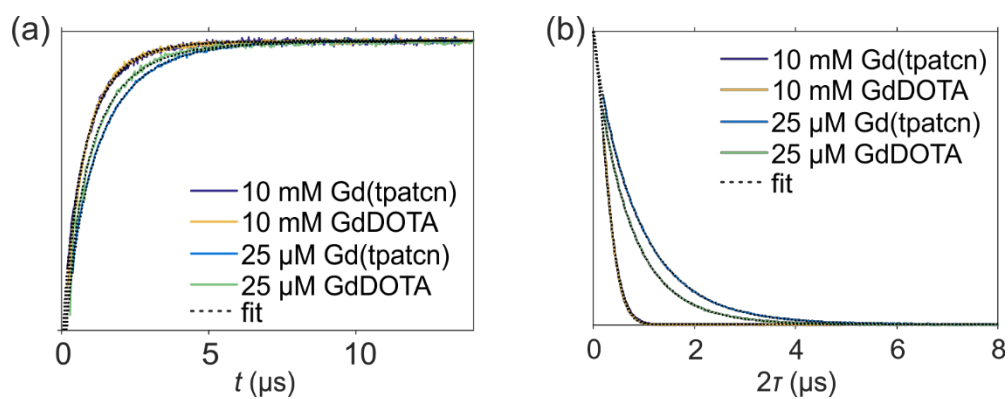 (a)
10 mM Gd(tpatcn)
10 mM GdDOTA
25 µM Gd(tpatcn)
25 µM GdDOTA
fit
0 5 10
t (µs)
(b)
10 mM Gd(tpatcn)
10 mM GdDOTA
25 µM Gd(tpatcn)
25 µM GdDOTA
fit
0 2 4 6 8
2τ (µs)